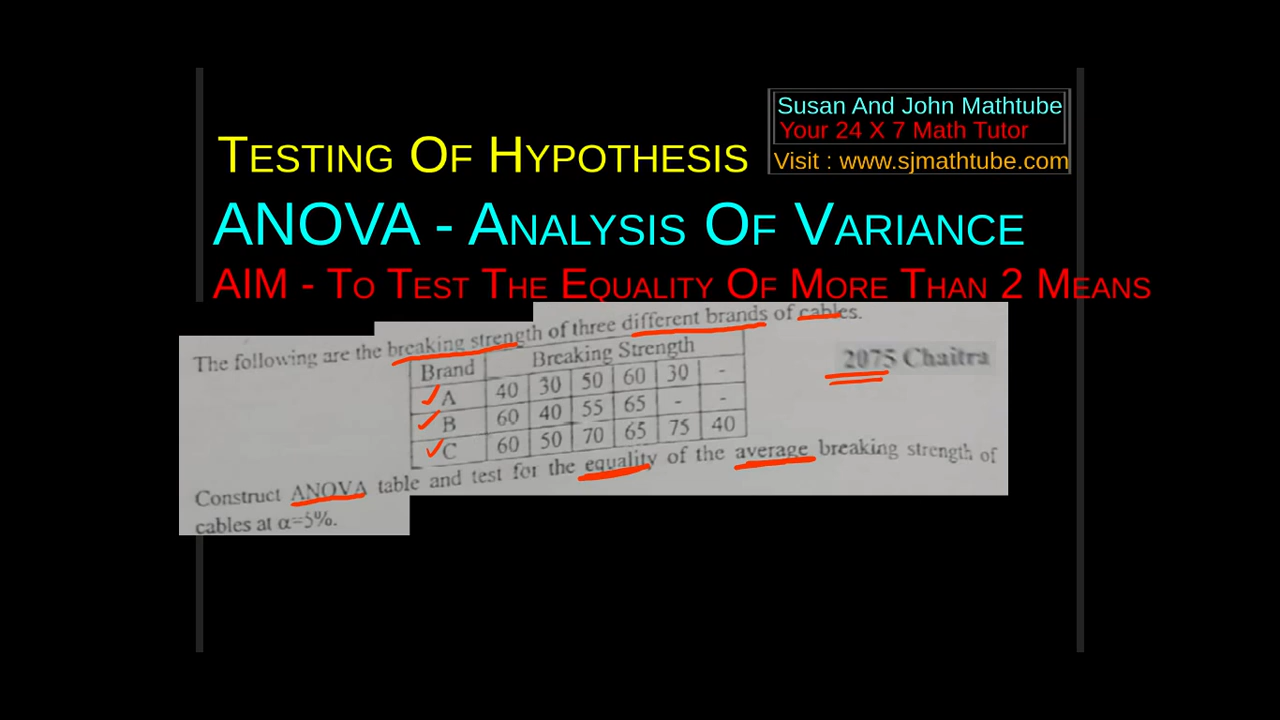 Susan And John Mathtube
Your 24 X 7 Math Tutor
Visit : www.sjmathtube.com
TESTING OF HYPOTHESIS
ANOVA - ANALYSIS OF VARIANCE
AIM - TO TEST THE EQUALITY OF MORE THAN 2 MEANS
The following are the breaking strength of three different brands of cables.
2075 Chaitra
Brand Breaking Strength
A 40 30 50 60 30 -
B 60 40 55 65 - -
C 60 50 70 65 75 40
Construct ANOVA table and test for the equality of the average breaking strength of
cables at α=5%.